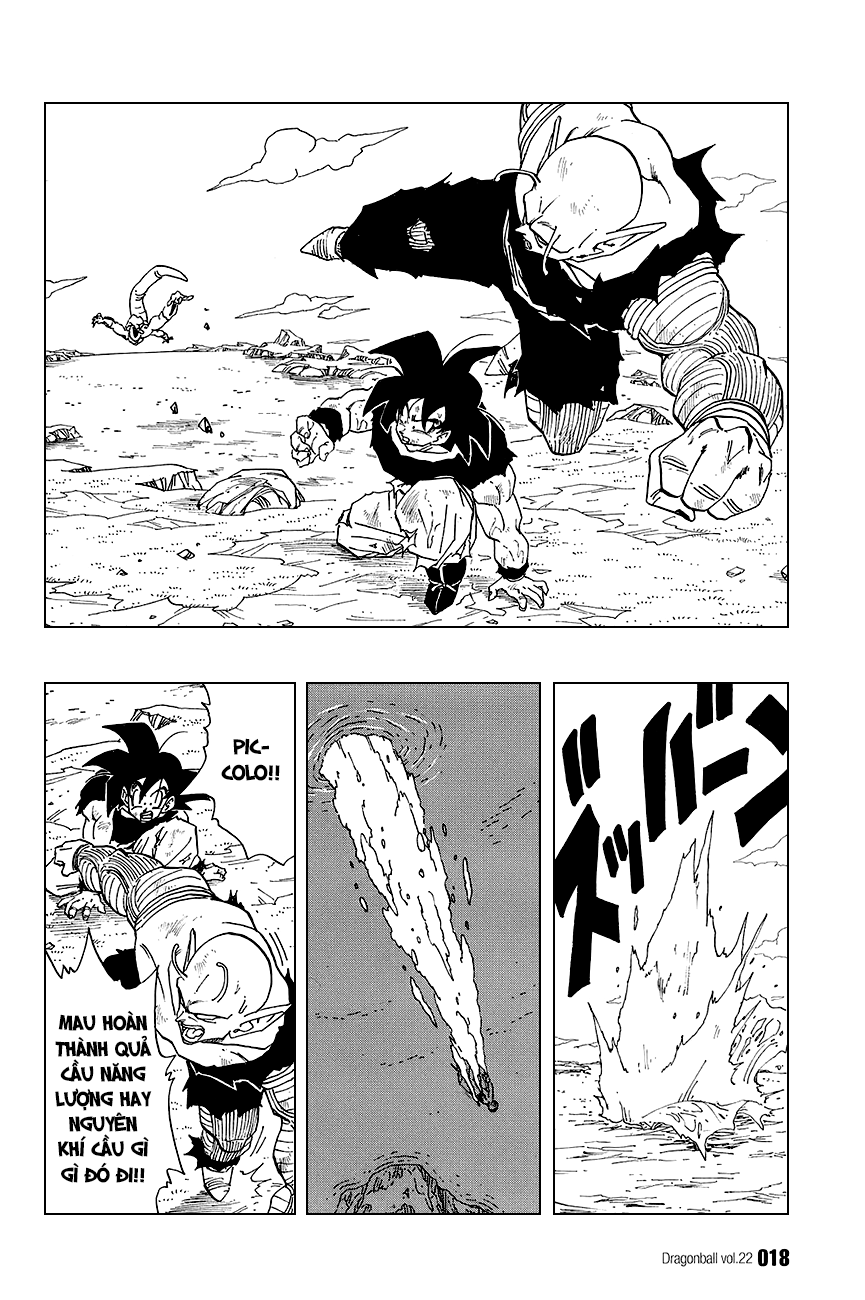 ズッバーン
PIC-
COLO!!
MAU HOÀN
THÀNH QUẢ
CẦU NĂNG
LƯỢNG HAY
NGUYÊN
KHÍ CẦU GÌ
GÌ ĐÓ ĐI!!
Dragonball vol.22 018